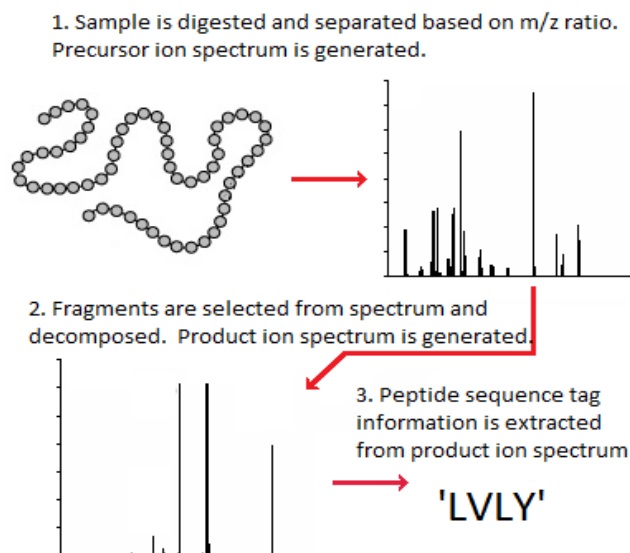 1. Sample is digested and separated based on m/z ratio.
Precursor ion spectrum is generated.
2. Fragments are selected from spectrum and
decomposed.  Product ion spectrum is generated.
3. Peptide sequence tag
information is extracted
from product ion spectrum
'LVLY'